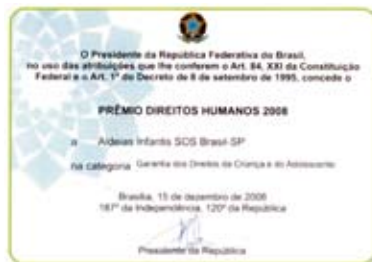 O Presidente da República Federativa do Brasil,
no uso das atribuições que lhe conferem o Art. 84, XXI da Constituição
Federal e o Art. 1º do Decreto de 8 de setembro de 1995, concede o
PRÊMIO DIREITOS HUMANOS 2008
a Aldeias Infantis SOS Brasil-SP
na categoria Garantia dos Direitos da Criança e do Adolescente
Brasília, 15 de dezembro de 2008
187º da Independência, 120º da República
Presidente da República